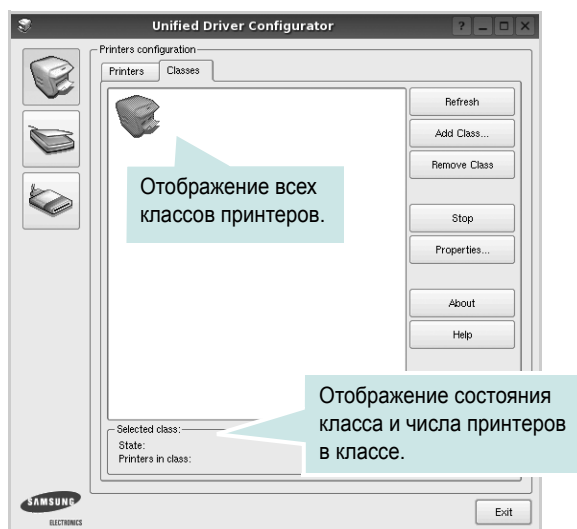 Unified Driver Configurator
Printers configuration
Printers
Classes
Refresh
Add Class...
Remove Class
Stop
Properties...
About
Help
Отображение всех
классов принтеров.
Отображение состояния
класса и числа принтеров
в классе.
Selected class:
State:
Printers in class:
SAMSUNG
ELECTRONICS
Exit